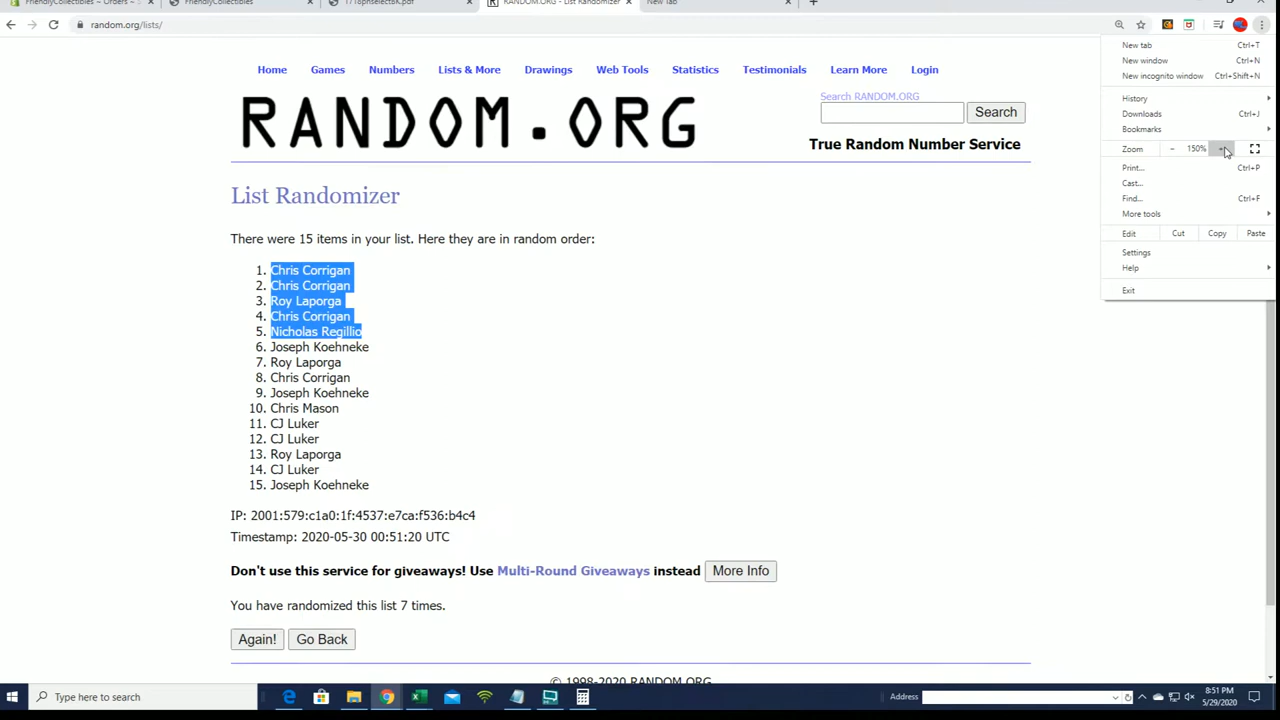 FriendlyCollectibles
1718pnselect8k.pdf
RANDOM.ORG - List Randomizer
New Tab
random.org/lists/
New tab Ctrl+T
New window Ctrl+N
New incognito window Ctrl+Shift+N
History
Downloads Ctrl+J
Bookmarks
Zoom - 150% +
Print... Ctrl+P
Cast...
Find... Ctrl+F
More tools
Edit Cut Copy Paste
Settings
Help
Exit
Home Games Numbers Lists & More Drawings Web Tools Statistics Testimonials Learn More Login
RANDOM.ORG
Search RANDOM.ORG
Search
True Random Number Service
List Randomizer
There were 15 items in your list. Here they are in random order:
1. Chris Corrigan
2. Chris Corrigan
3. Roy Laporga
4. Chris Corrigan
5. Nicholas Regillio
6. Joseph Koehneke
7. Roy Laporga
8. Chris Corrigan
9. Joseph Koehneke
10. Chris Mason
11. CJ Luker
12. CJ Luker
13. Roy Laporga
14. CJ Luker
15. Joseph Koehneke
IP: 2001:579:c1a0:1f:4537:e7ca:f536:b4c4
Timestamp: 2020-05-30 00:51:20 UTC
Don't use this service for giveaways! Use Multi-Round Giveaways instead More Info
You have randomized this list 7 times.
Again! Go Back
© 1998-2020 RANDOM.ORG
Type here to search
Address
8:51 PM
5/29/2020